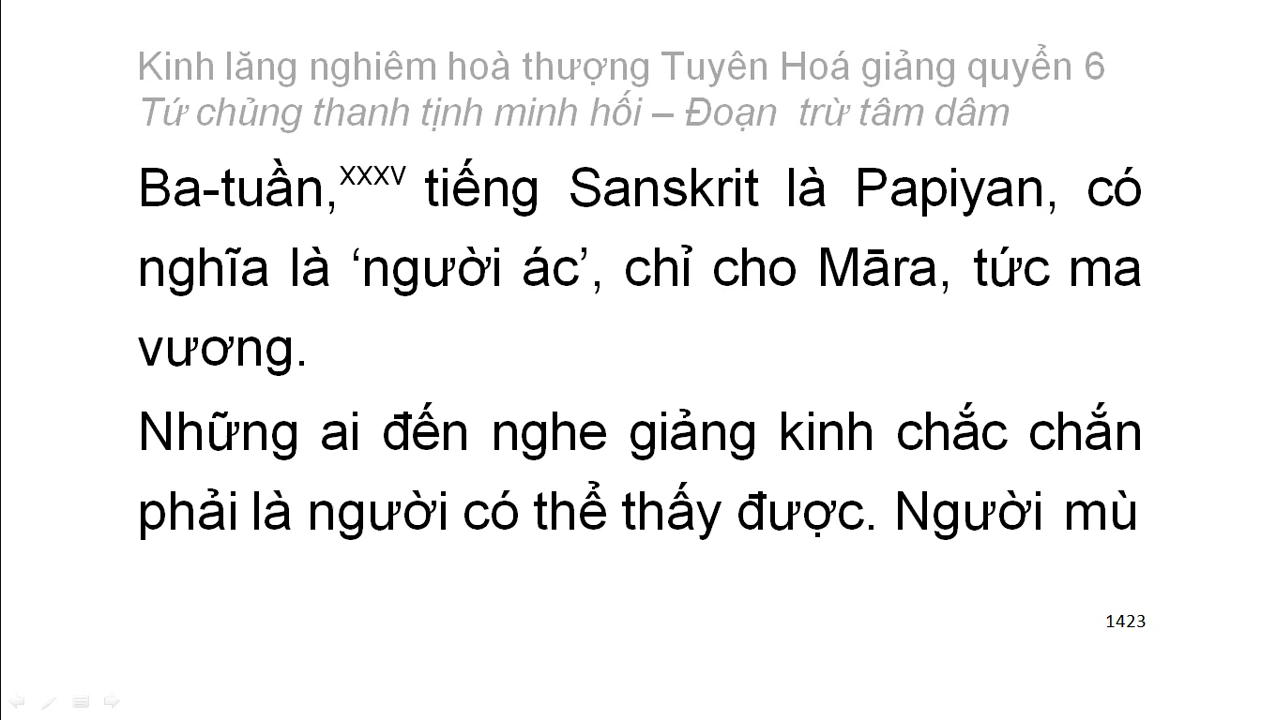 Kinh lăng nghiêm hoà thượng Tuyên Hoá giảng quyển 6
Tứ chủng thanh tịnh minh hối – Đoạn trừ tâm dâm
Ba-tuần,XXXV tiếng Sanskrit là Papiyan, có
nghĩa là ‘người ác’, chỉ cho Māra, tức ma
vương.
Những ai đến nghe giảng kinh chắc chắn
phải là người có thể thấy được. Người mù
1423